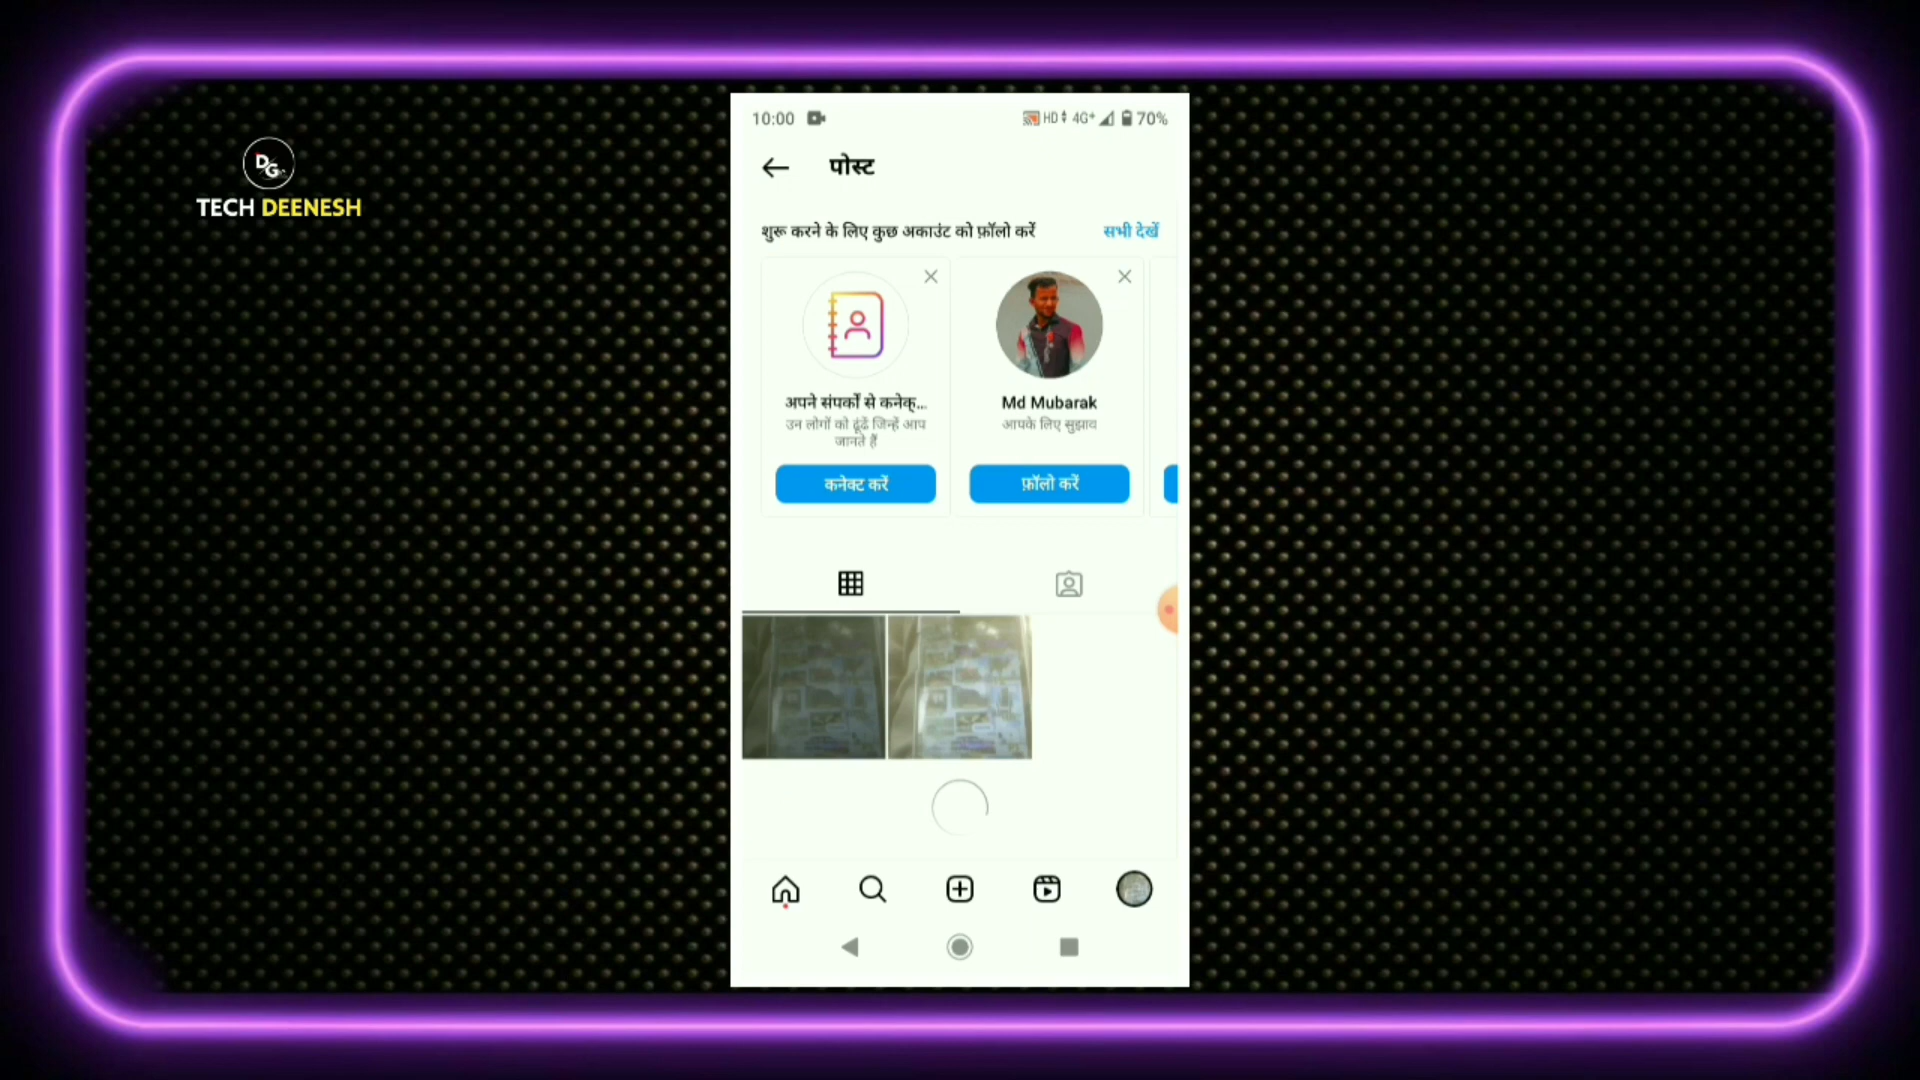 DG
TECH DEENESH
10:00 HD 4G+ 70%
पोस्ट
शुरू करने के लिए कुछ अकाउंट को फ़ॉलो करें सभी देखें
अपने संपर्कों से कनेक्...
उन लोगों को ढूंढें जिन्हें आप
जानते हैं
कनेक्ट करें
Md Mubarak
आपके लिए सुझाव
फ़ॉलो करें